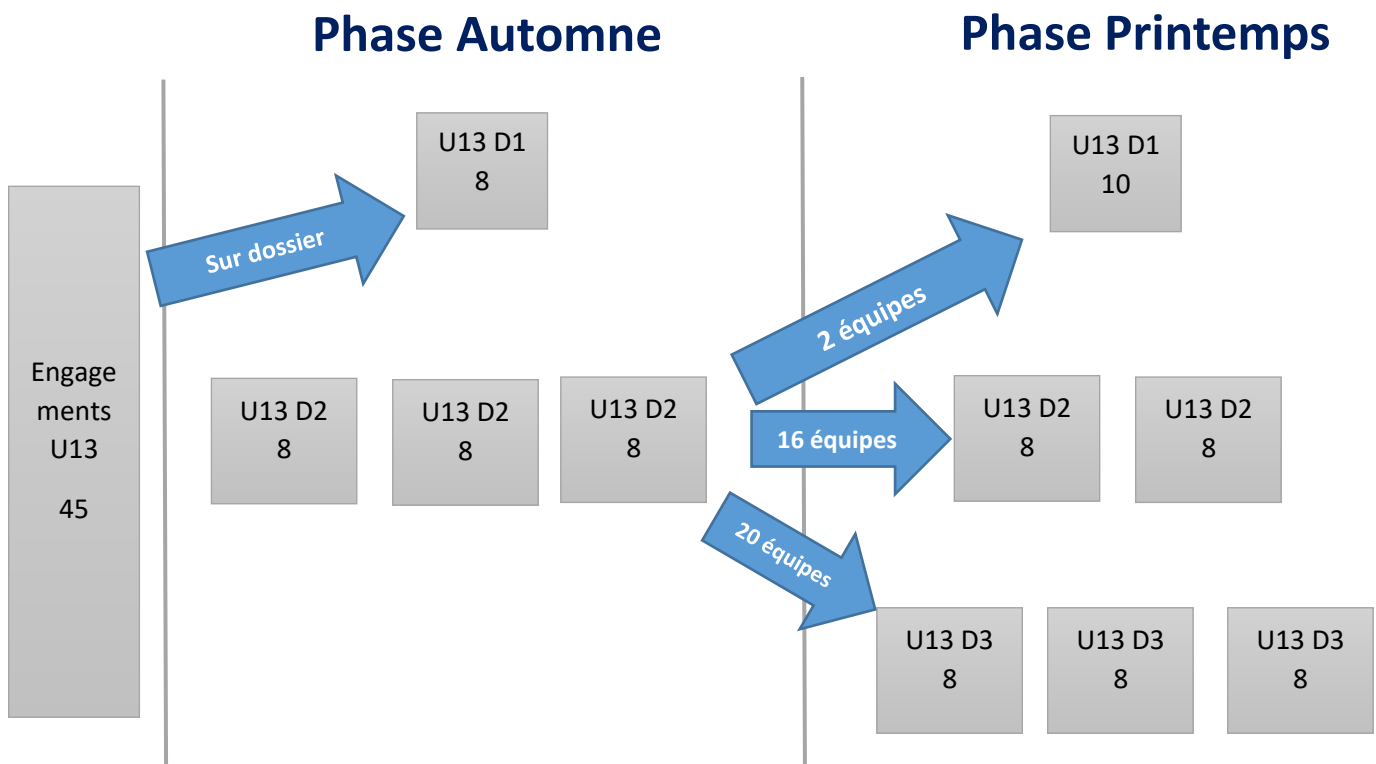 Phase Automne
Phase Printemps
Engage
ments
U13
45
Sur dossier
U13 D1
8
U13 D2
8
U13 D2
8
U13 D2
8
2 équipes
16 équipes
20 équipes
U13 D1
10
U13 D2
8
U13 D2
8
U13 D3
8
U13 D3
8
U13 D3
8